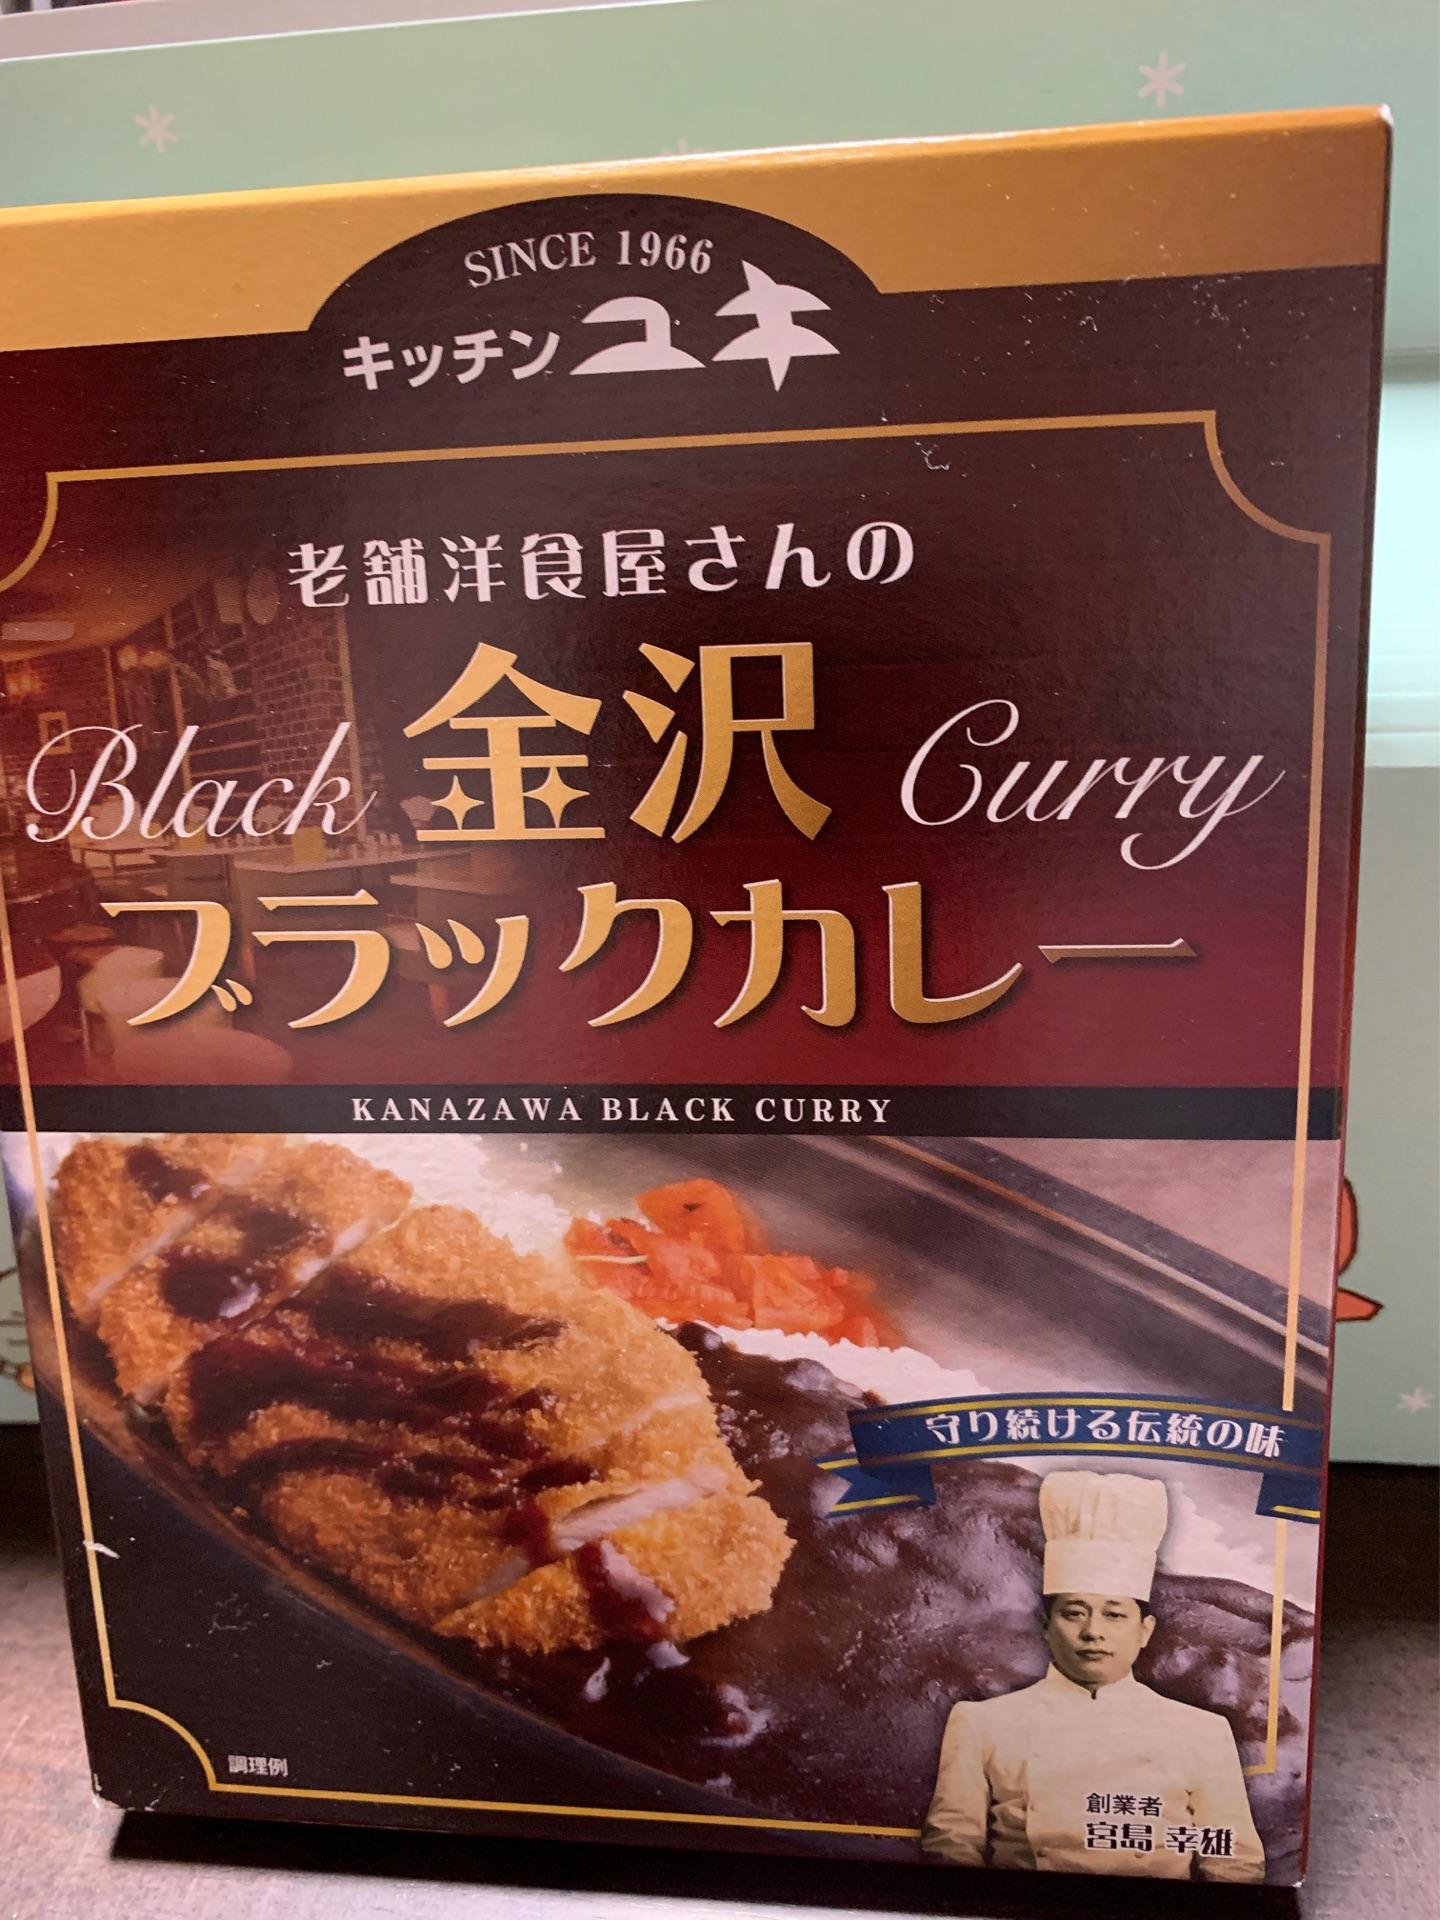 SINCE 1966
キッチンユキ
老舗洋食屋さんの
Black 金沢 Curry
ブラックカレー
KANAZAWA BLACK CURRY
守り続ける伝統の味
調理例
創業者
宮島 幸雄